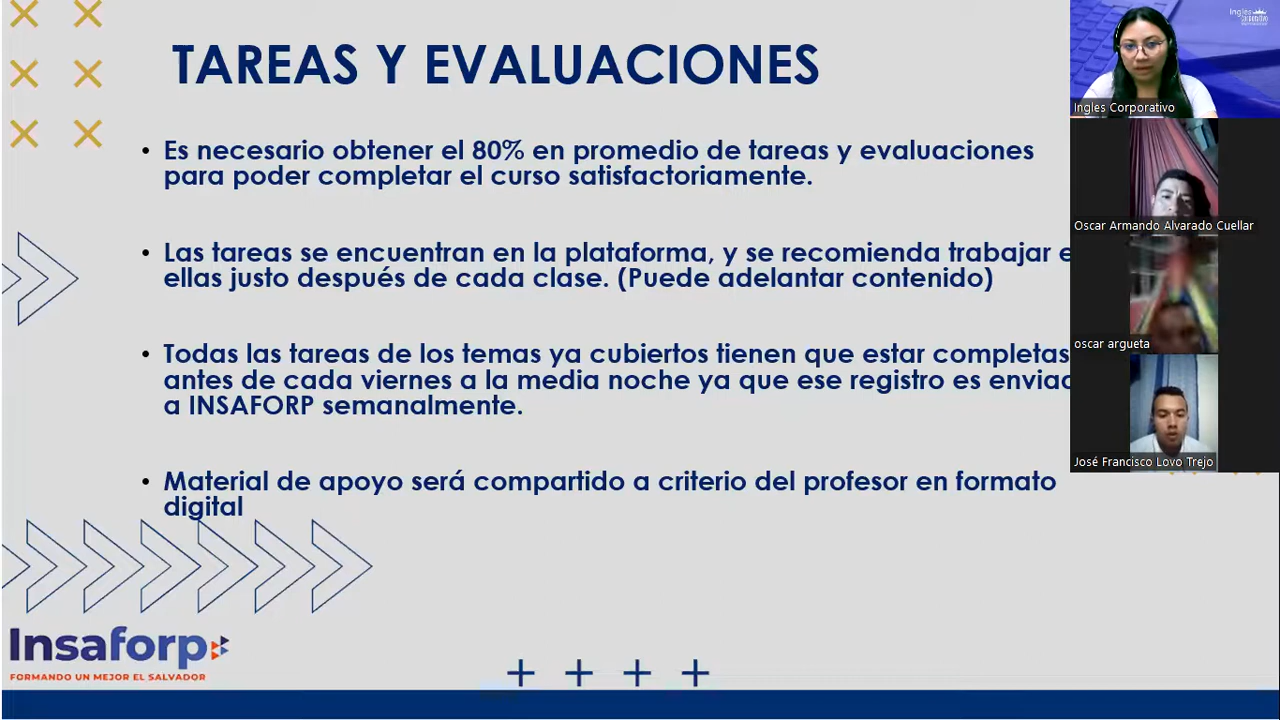 TAREAS Y EVALUACIONES
• Es necesario obtener el 80% en promedio de tareas y evaluaciones
para poder completar el curso satisfactoriamente.
• Las tareas se encuentran en la plataforma, y se recomienda trabajar e
ellas justo después de cada clase. (Puede adelantar contenido)
• Todas las tareas de los temas ya cubiertos tienen que estar completas
antes de cada viernes a la media noche ya que ese registro es enviad
a INSAFORP semanalmente.
• Material de apoyo será compartido a criterio del profesor en formato
digital
Insaforp
FORMANDO UN MEJOR EL SALVADOR
Ingles
Ingles Corporativo
Oscar Armando Alvarado Cuellar
oscar argueta
José Francisco Lovo Trejo